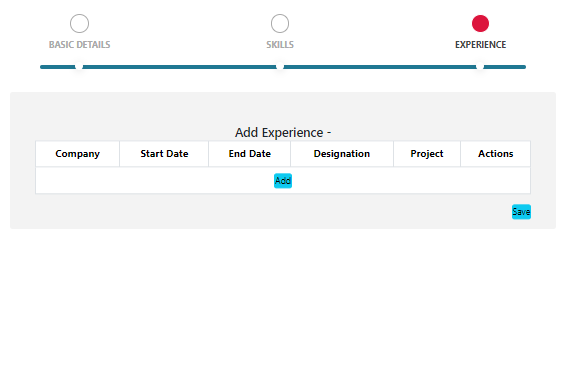 BASIC DETAILS SKILLS EXPERIENCE
Add Experience -
Company Start Date End Date Designation Project Actions
Add
Save